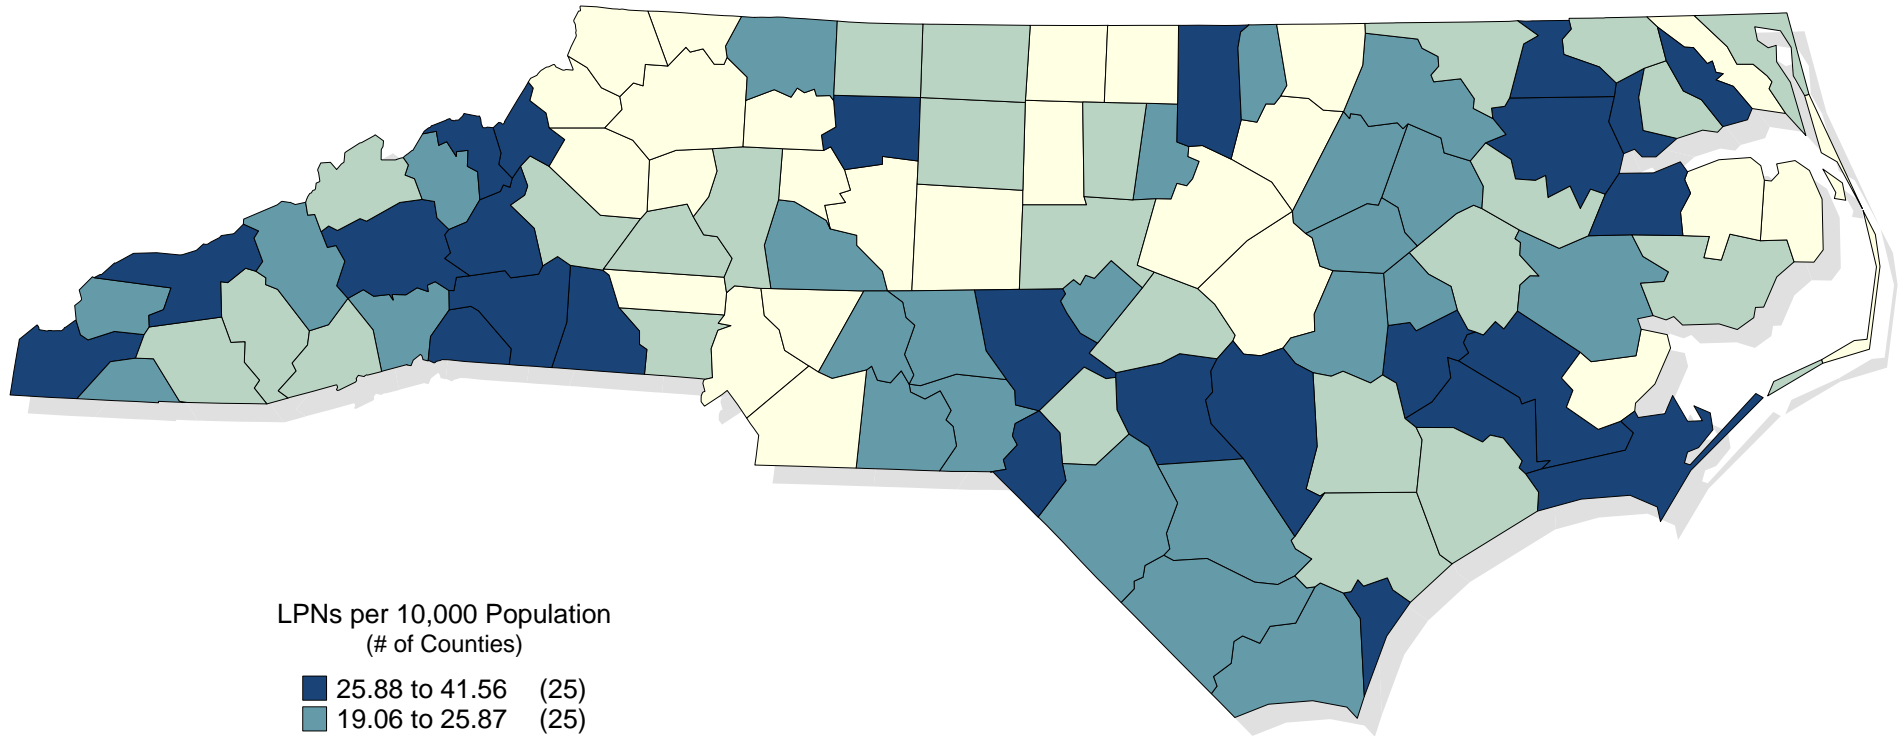 LPNs per 10,000 Population
(# of Counties)
25.88 to 41.56 (25)
19.06 to 25.87 (25)